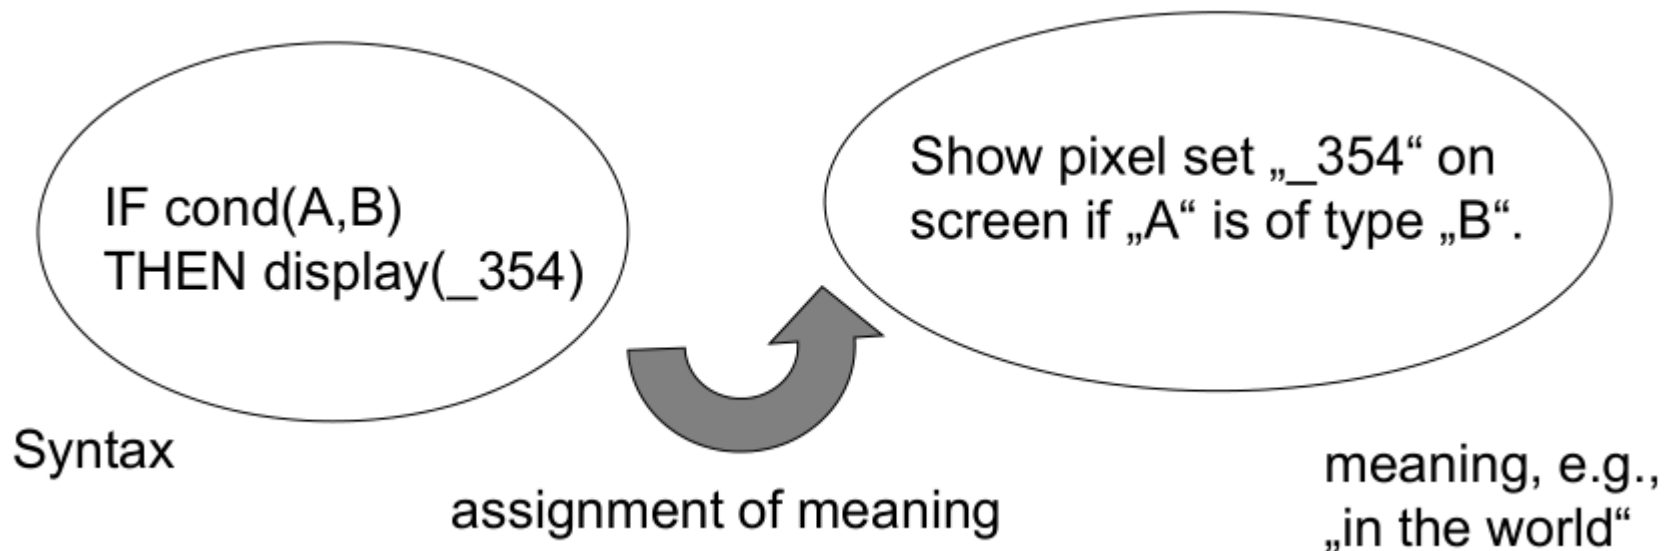 IF cond(A,B)
THEN display(_354)
Show pixel set „_354“ on
screen if „A“ is of type „B“.
Syntax
assignment of meaning
meaning, e.g.,
„in the world“